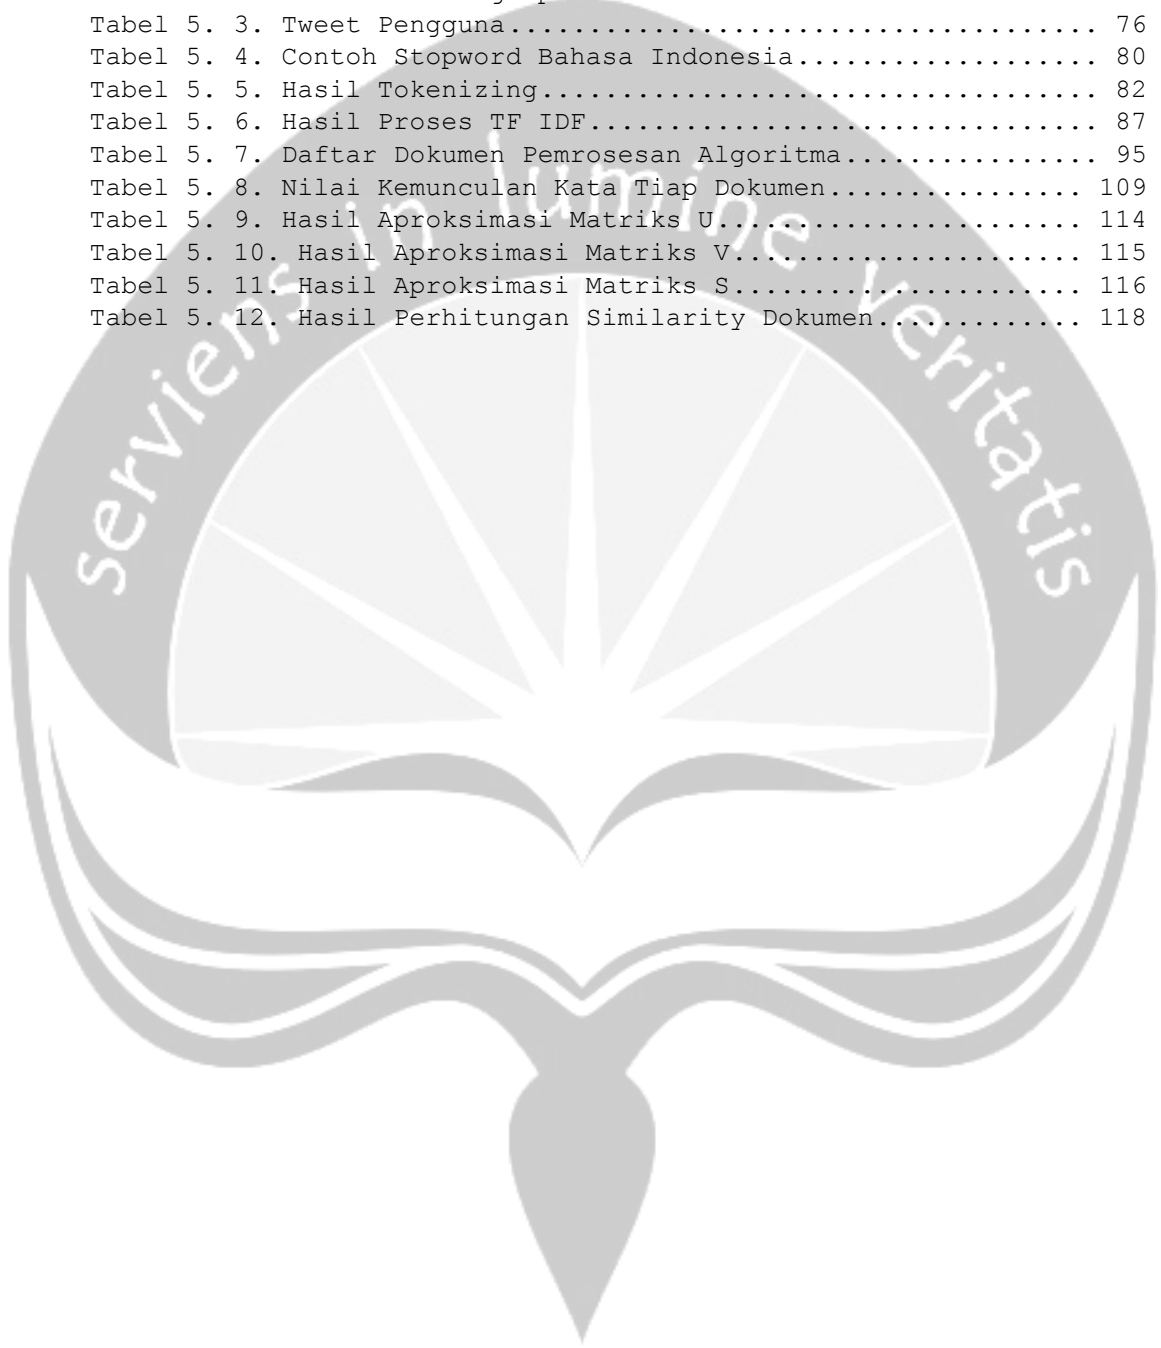 Tabel 5. 3. Tweet Pengguna..................................... 76
Tabel 5. 4. Contoh Stopword Bahasa Indonesia................... 80
Tabel 5. 5. Hasil Tokenizing................................... 82
Tabel 5. 6. Hasil Proses TF IDF................................ 87
Tabel 5. 7. Daftar Dokumen Pemrosesan Algoritma................ 95
Tabel 5. 8. Nilai Kemunculan Kata Tiap Dokumen................ 109
Tabel 5. 9. Hasil Aproksimasi Matriks U....................... 114
Tabel 5. 10. Hasil Aproksimasi Matriks V...................... 115
Tabel 5. 11. Hasil Aproksimasi Matriks S...................... 116
Tabel 5. 12. Hasil Perhitungan Similarity Dokumen............. 118
serviens in lumine veritatis